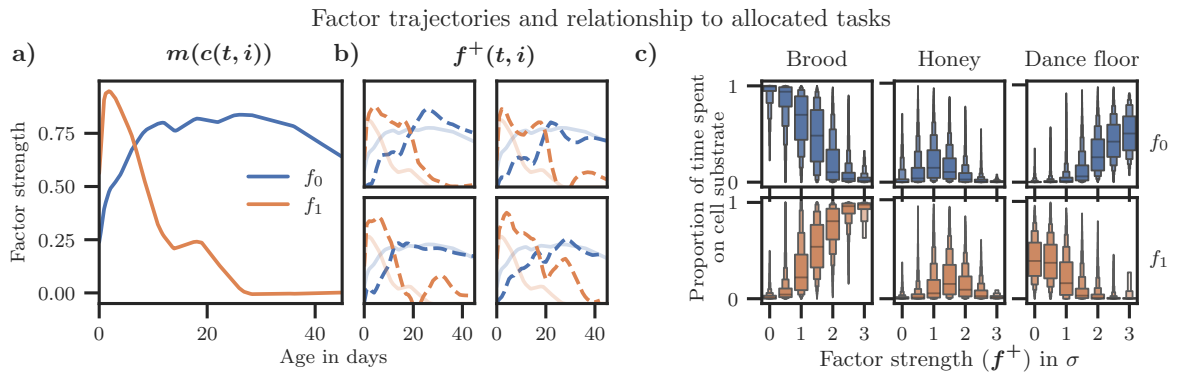 Factor trajectories and relationship to allocated tasks
a)
m(c(t, i))
b)
f⁺(t, i)
c)
Brood
Honey
Dance floor
Factor strength
0.75
0.50
0.25
0.00
f₀
f₁
0
20
40
0
20
40
0
20
40
Age in days
Proportion of time spent
on cell substrate
1
0
1
0
f₀
f₁
0
1
2
3
0
1
2
3
0
1
2
3
Factor strength (f⁺) in σ